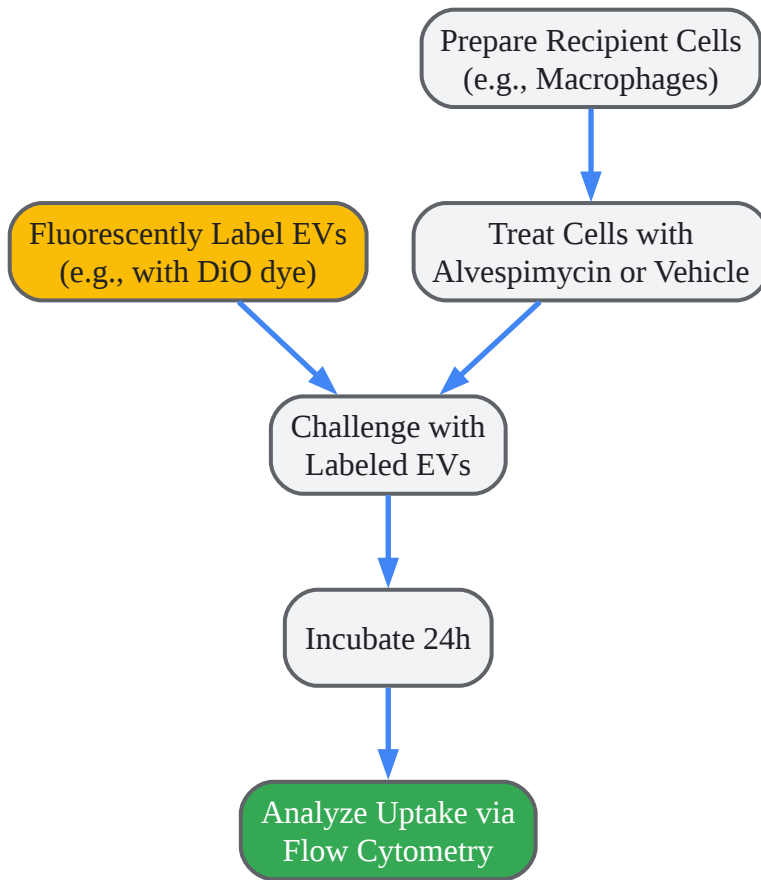 Prepare Recipient Cells
(e.g., Macrophages)
Fluorescently Label EVs
(e.g., with DiO dye)
Treat Cells with
Alvespimycin or Vehicle
Challenge with
Labeled EVs
Incubate 24h
Analyze Uptake via
Flow Cytometry